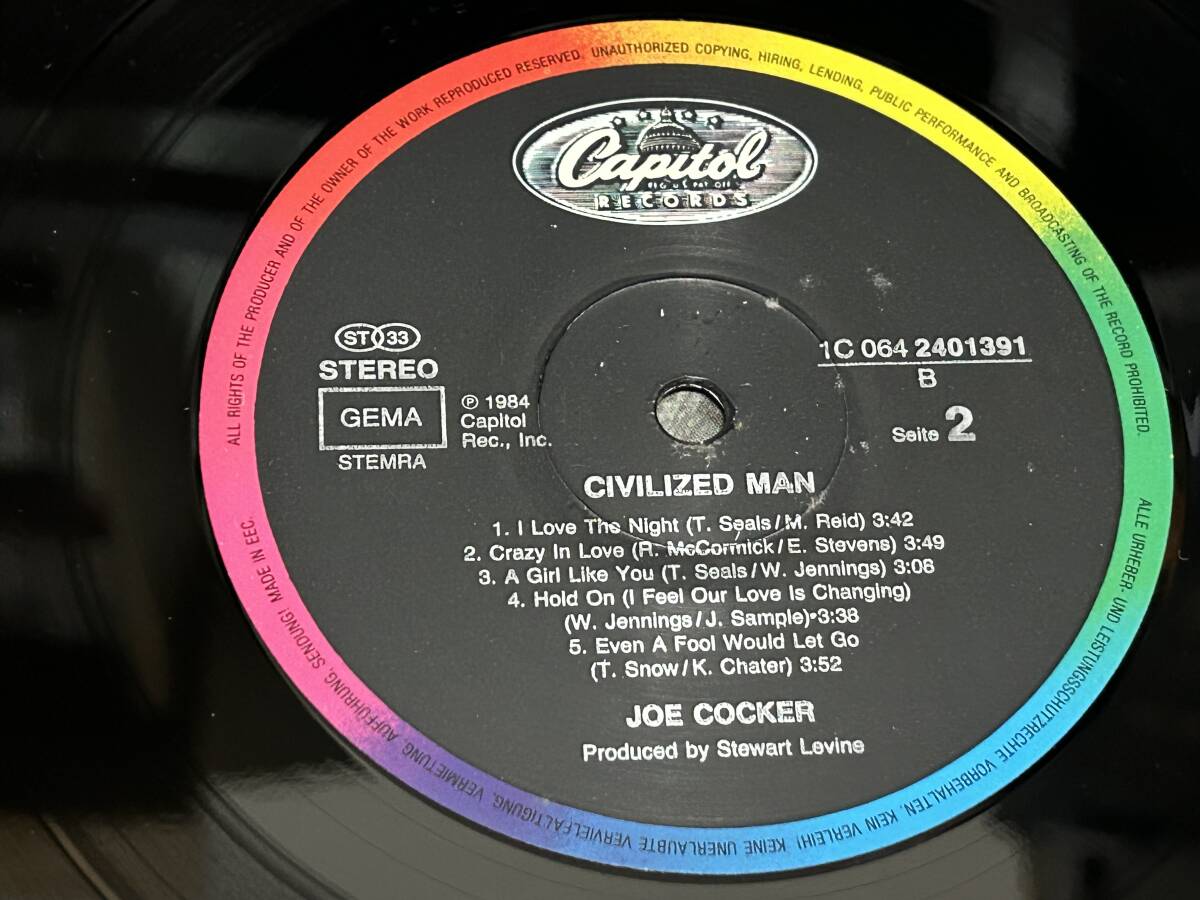 ALL RIGHTS OF THE PRODUCER AND OF THE OWNER OF THE WORK REPRODUCED RESERVED. UNAUTHORIZED COPYING, HIRING, LENDING, PUBLIC PERFORMANCE AND BROADCASTING OF THE RECORD PROHIBITED.
Capitol
REG. U.S. PAT. OFF.
RECORDS
ST 33
STEREO
GEMA
STEMRA
℗ 1984
Capitol
Rec., Inc.
1C 064 2401391
B
Seite 2
CIVILIZED MAN
1. I Love The Night (T. Seals/M. Reid) 3:42
2. Crazy In Love (R. McCormick/E. Stevens) 3:49
3. A Girl Like You (T. Seals/W. Jennings) 3:08
4. Hold On (I Feel Our Love Is Changing)
(W. Jennings/J. Sample) 3:38
5. Even A Fool Would Let Go
(T. Snow/K. Chater) 3:52
JOE COCKER
Produced by Stewart Levine
ALLE URHEBER- UND LEISTUNGSSCHUTZRECHTE VORBEHALTEN. KEIN VERLEIH! KEINE UNERLAUBTE VERVIELFÄLTIGUNG, VERMIETUNG, AUFFÜHRUNG, SENDUNG! MADE IN EEC.